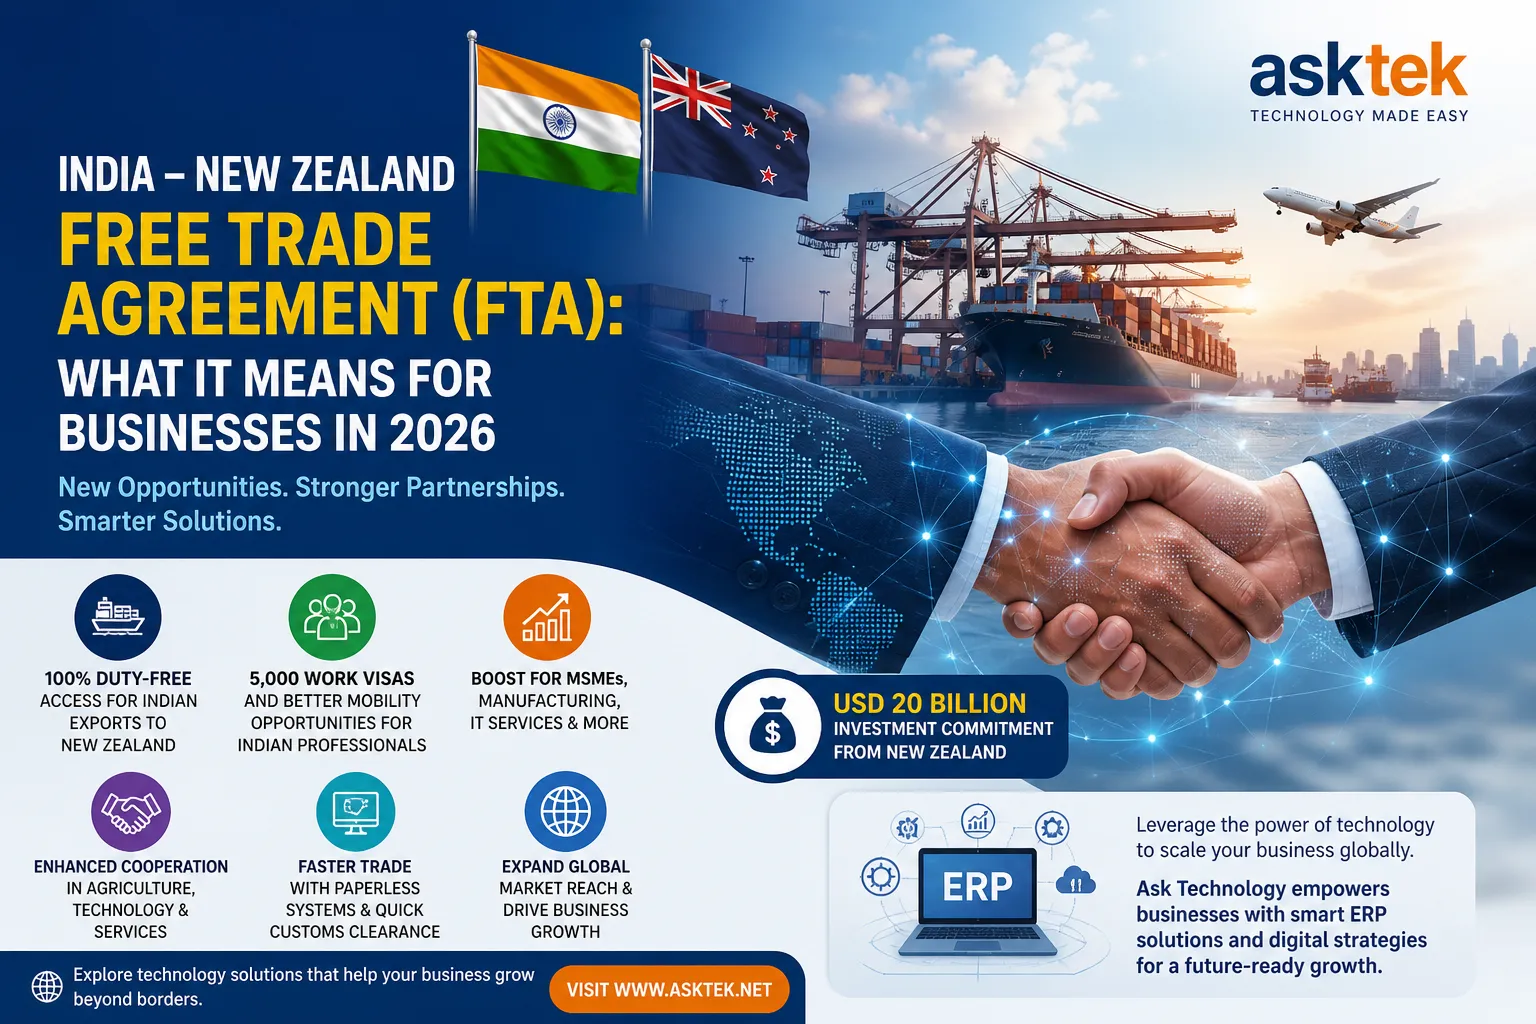 asktek
TECHNOLOGY MADE EASY
INDIA – NEW ZEALAND
FREE TRADE
AGREEMENT (FTA):
WHAT IT MEANS FOR
BUSINESSES IN 2026
New Opportunities. Stronger Partnerships.
Smarter Solutions.
100% DUTY-FREE
ACCESS FOR INDIAN
EXPORTS TO
NEW ZEALAND
5,000 WORK VISAS
AND BETTER MOBILITY
OPPORTUNITIES FOR
INDIAN PROFESSIONALS
BOOST FOR MSMEs,
MANUFACTURING,
IT SERVICES & MORE
USD 20 BILLION
INVESTMENT COMMITMENT
FROM NEW ZEALAND
$
ENHANCED COOPERATION
IN AGRICULTURE,
TECHNOLOGY &
SERVICES
FASTER TRADE
WITH PAPERLESS
SYSTEMS & QUICK
CUSTOMS CLEARANCE
EXPAND GLOBAL
MARKET REACH &
DRIVE BUSINESS
GROWTH
ERP
Leverage the power of technology
to scale your business globally.
Ask Technology empowers
businesses with smart ERP
solutions and digital strategies
for a future-ready growth.
Explore technology solutions that help your business grow
beyond borders.
VISIT WWW.ASKTEK.NET